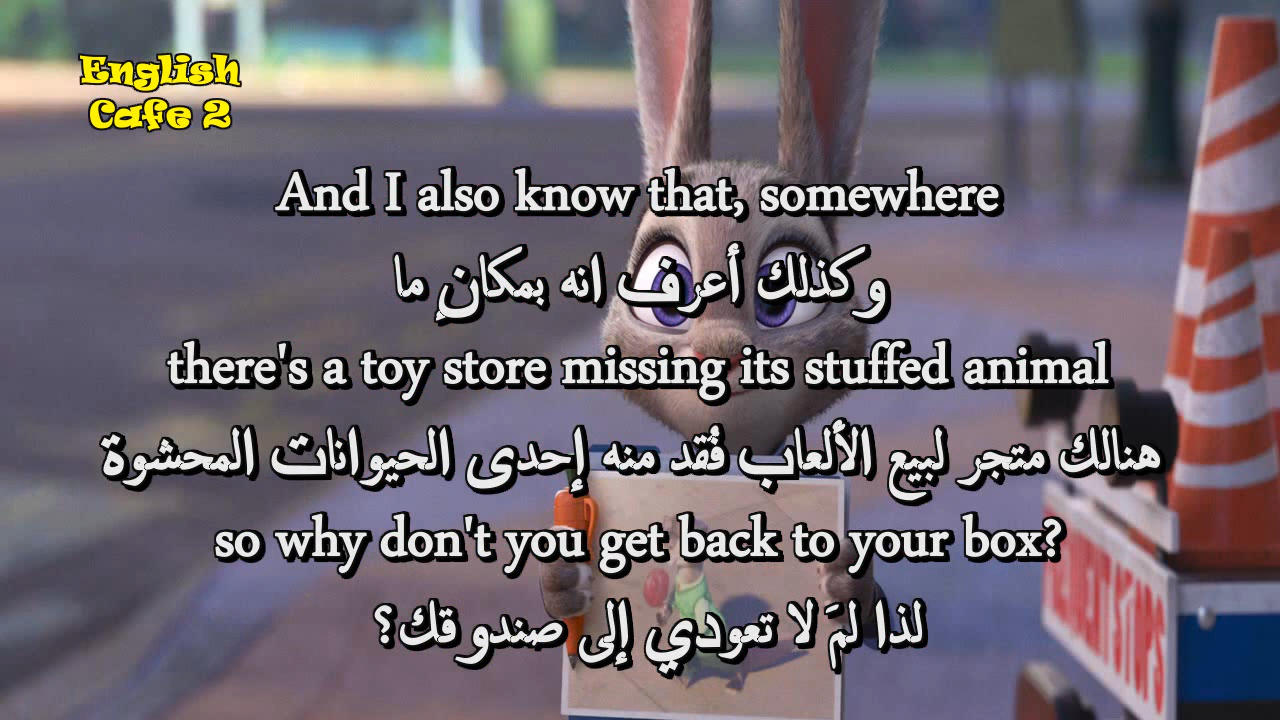 English
Cafe 2
And I also know that, somewhere
وكذلك أعرف انه بمكانٍ ما
there's a toy store missing its stuffed animal
هنالك متجر لبيع الألعاب فُقد منه إحدى الحيوانات المحشوة
so why don't you get back to your box?
لذا لمَ لا تعودي إلى صندوقك؟